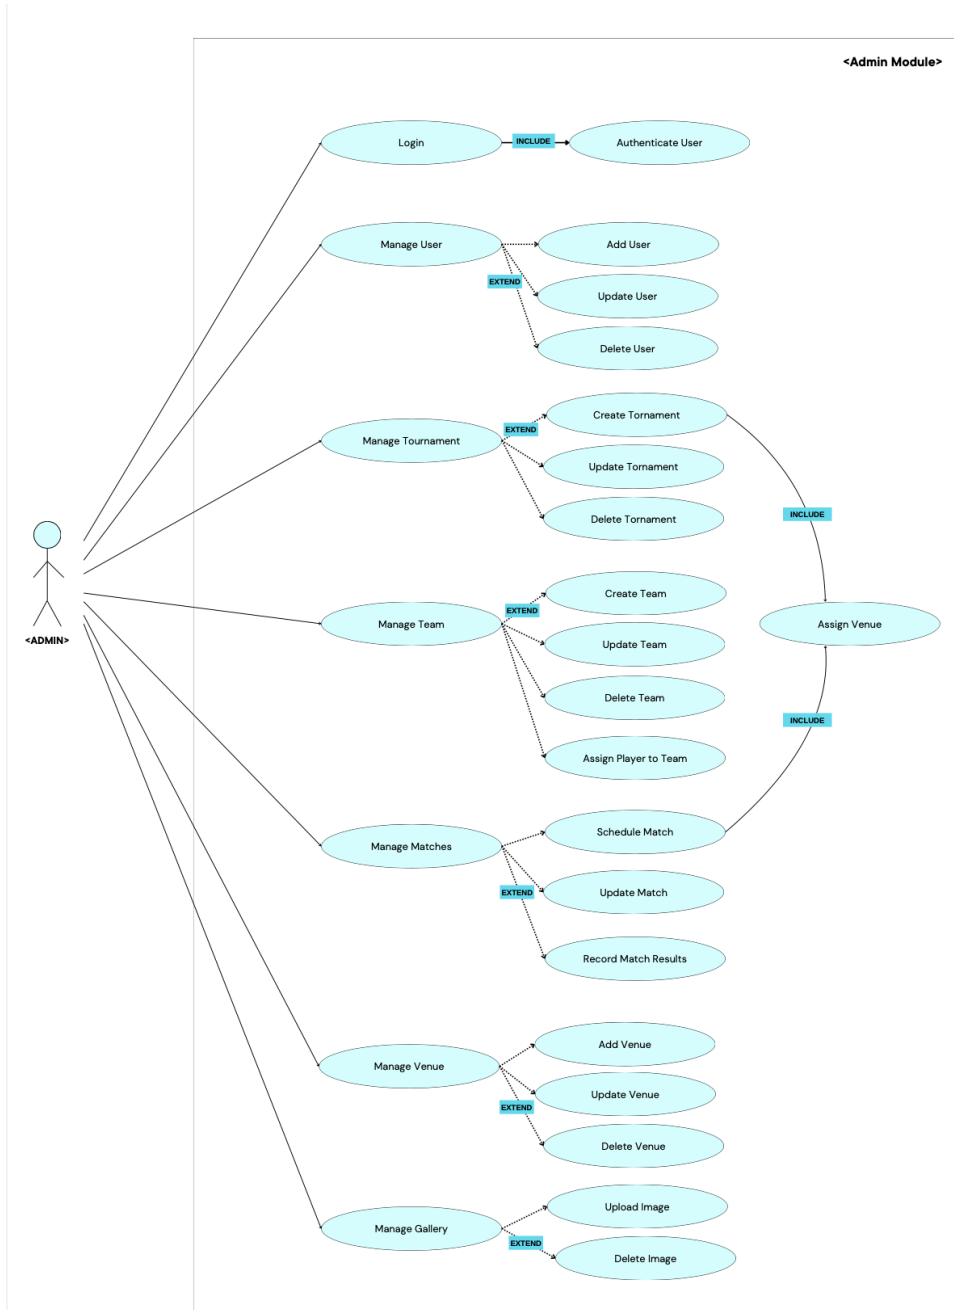 <Admin Module>
Login
INCLUDE
Authenticate User
Manage User
EXTEND
Add User
Update User
Delete User
Manage Tournament
EXTEND
Create Tornament
Update Tornament
Delete Tornament
INCLUDE
<ADMIN>
Manage Team
EXTEND
Create Team
Update Team
Delete Team
Assign Player to Team
Assign Venue
INCLUDE
Manage Matches
EXTEND
Schedule Match
Update Match
Record Match Results
Manage Venue
EXTEND
Add Venue
Update Venue
Delete Venue
Manage Gallery
EXTEND
Upload Image
Delete Image